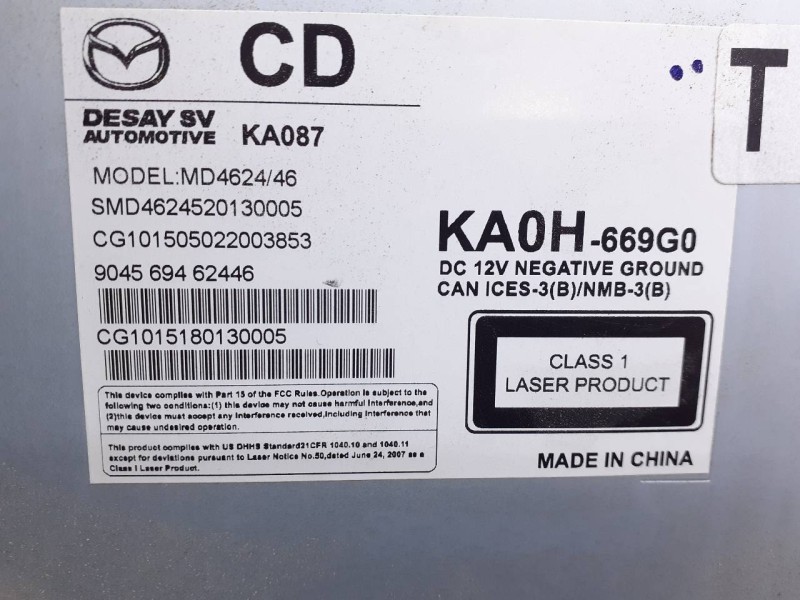 CD
T
DESAY SV
AUTOMOTIVE KA087
MODEL:MD4624/46
SMD4624520130005
CG101505022003853
9045 69 4 62446
CG1015180130005
KA0H-669G0
DC 12V NEGATIVE GROUND
CAN ICES-3(B)/NMB-3(B)
CLASS 1
LASER PRODUCT
This device complies with Part 15 of the FCC Rules.Operation is subject to the
following two conditions:(1) this device may not cause harmful interference,and
(2)this device must accept any interference received,including interference that
may cause undesired operation.
This product complies with US DHHS Standard21CFR 1040.10 and 1040.11
except for deviations pursuant to Laser Notice No.50,dated June 24, 2007 as a
Class I Laser Product.
MADE IN CHINA